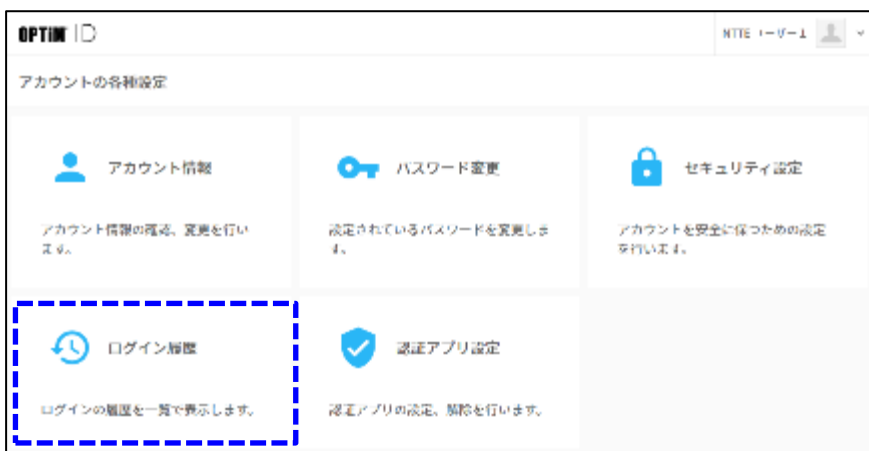 OPTiM ID
NTTE ユーザー１
アカウントの各種設定
アカウント情報
パスワード変更
セキュリティ設定
アカウント情報の確認、変更を行い
ます。
設定されているパスワードを変更しま
す。
アカウントを安全に保つための設定
を行います。
ログイン履歴
認証アプリ設定
ログインの履歴を一覧で表示します。
認証アプリの設定、解除を行います。